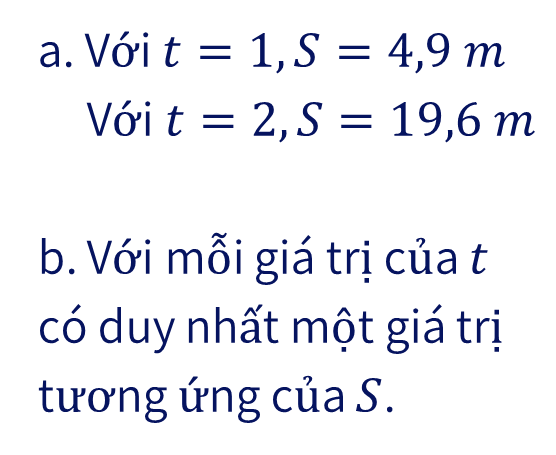 a. Với t = 1, S = 4,9 m
Với t = 2, S = 19,6 m
b. Với mỗi giá trị của t
có duy nhất một giá trị
tương ứng của S.